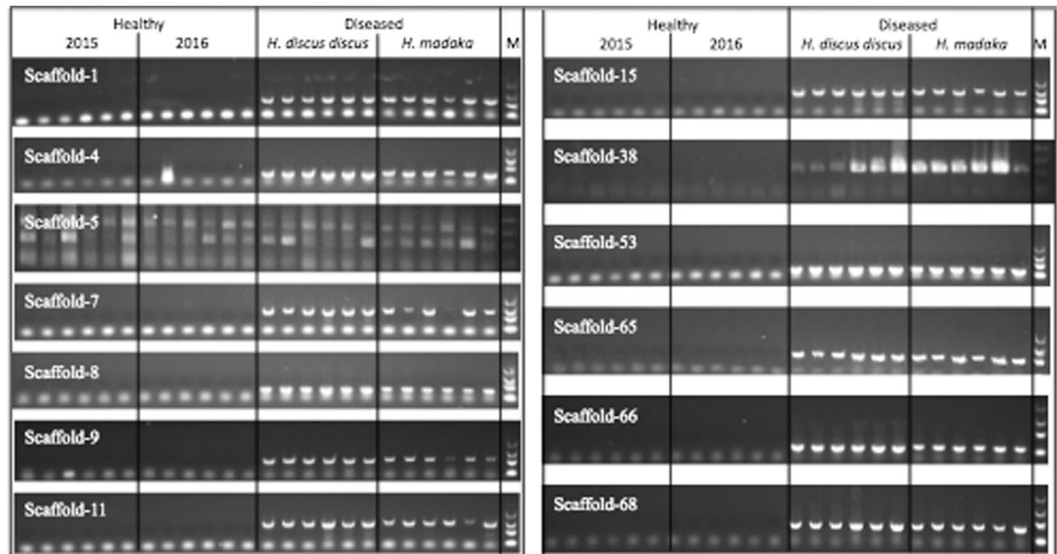 Healthy Diseased
2015 2016 H. discus discus H. madaka M
Scaffold-1
Scaffold-4
Scaffold-5
Scaffold-7
Scaffold-8
Scaffold-9
Scaffold-11
Healthy Diseased
2015 2016 H. discus discus H. madaka M
Scaffold-15
Scaffold-38
Scaffold-53
Scaffold-65
Scaffold-66
Scaffold-68